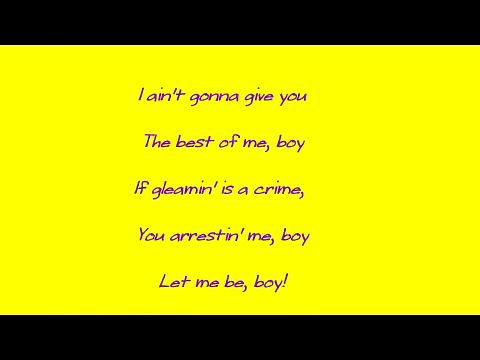 I ain't gonna give you
The best of me, boy
If gleamin' is a crime,
You arrestin' me, boy
Let me be, boy!